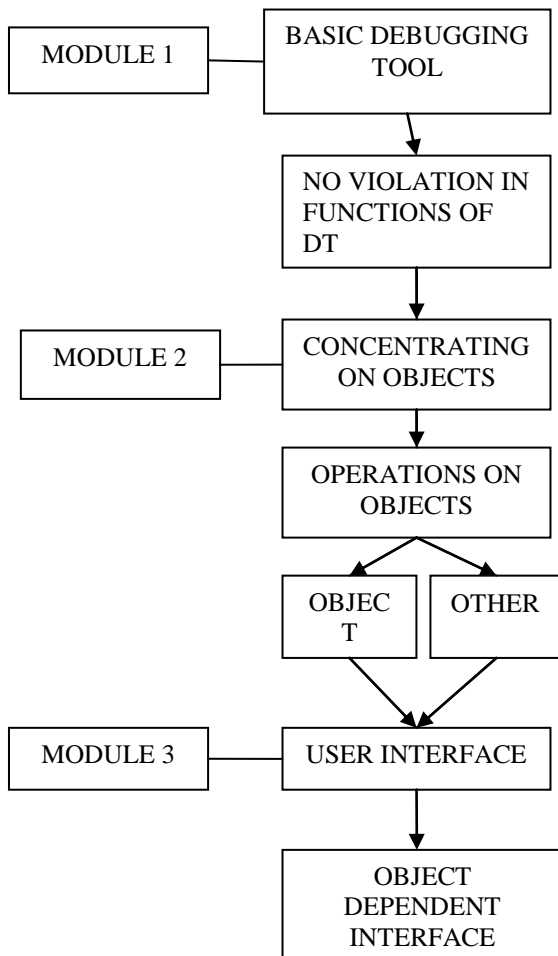 MODULE 1
BASIC DEBUGGING
TOOL
NO VIOLATION IN
FUNCTIONS OF
DT
MODULE 2
CONCENTRATING
ON OBJECTS
OPERATIONS ON
OBJECTS
OBJEC
T
OTHER
MODULE 3
USER INTERFACE
OBJECT
DEPENDENT
INTERFACE